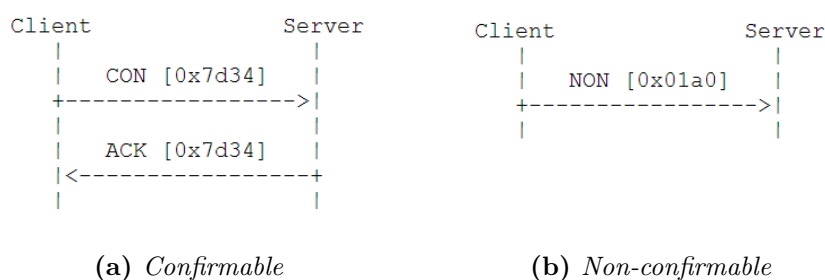 Client Server
CON [0x7d34]
ACK [0x7d34]
(a) Confirmable
Client Server
NON [0x01a0]
(b) Non-confirmable